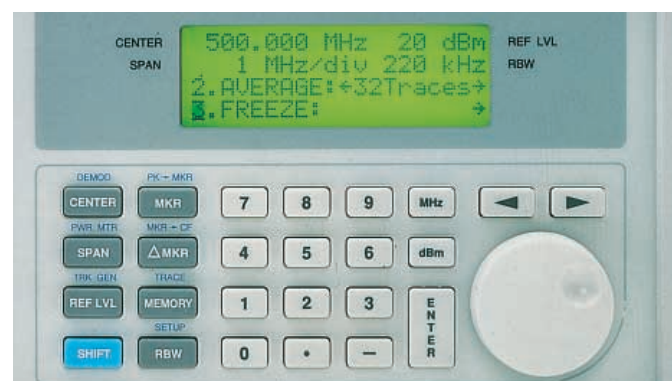 CENTER 500.000 MHz 20 dBm REF LVL
SPAN 1 MHz/div 220 kHz RBW
2.AVERAGE:←32Traces→
3.FREEZE: →
DEMOD PK→MKR
CENTER MKR 7 8 9 MHz ◀ ▶
PWR MTR MKR→CF
SPAN △MKR 4 5 6 dBm
TRK GEN TRACE
REF LVL MEMORY 1 2 3 ENTER
SETUP
SHIFT RBW 0 • −